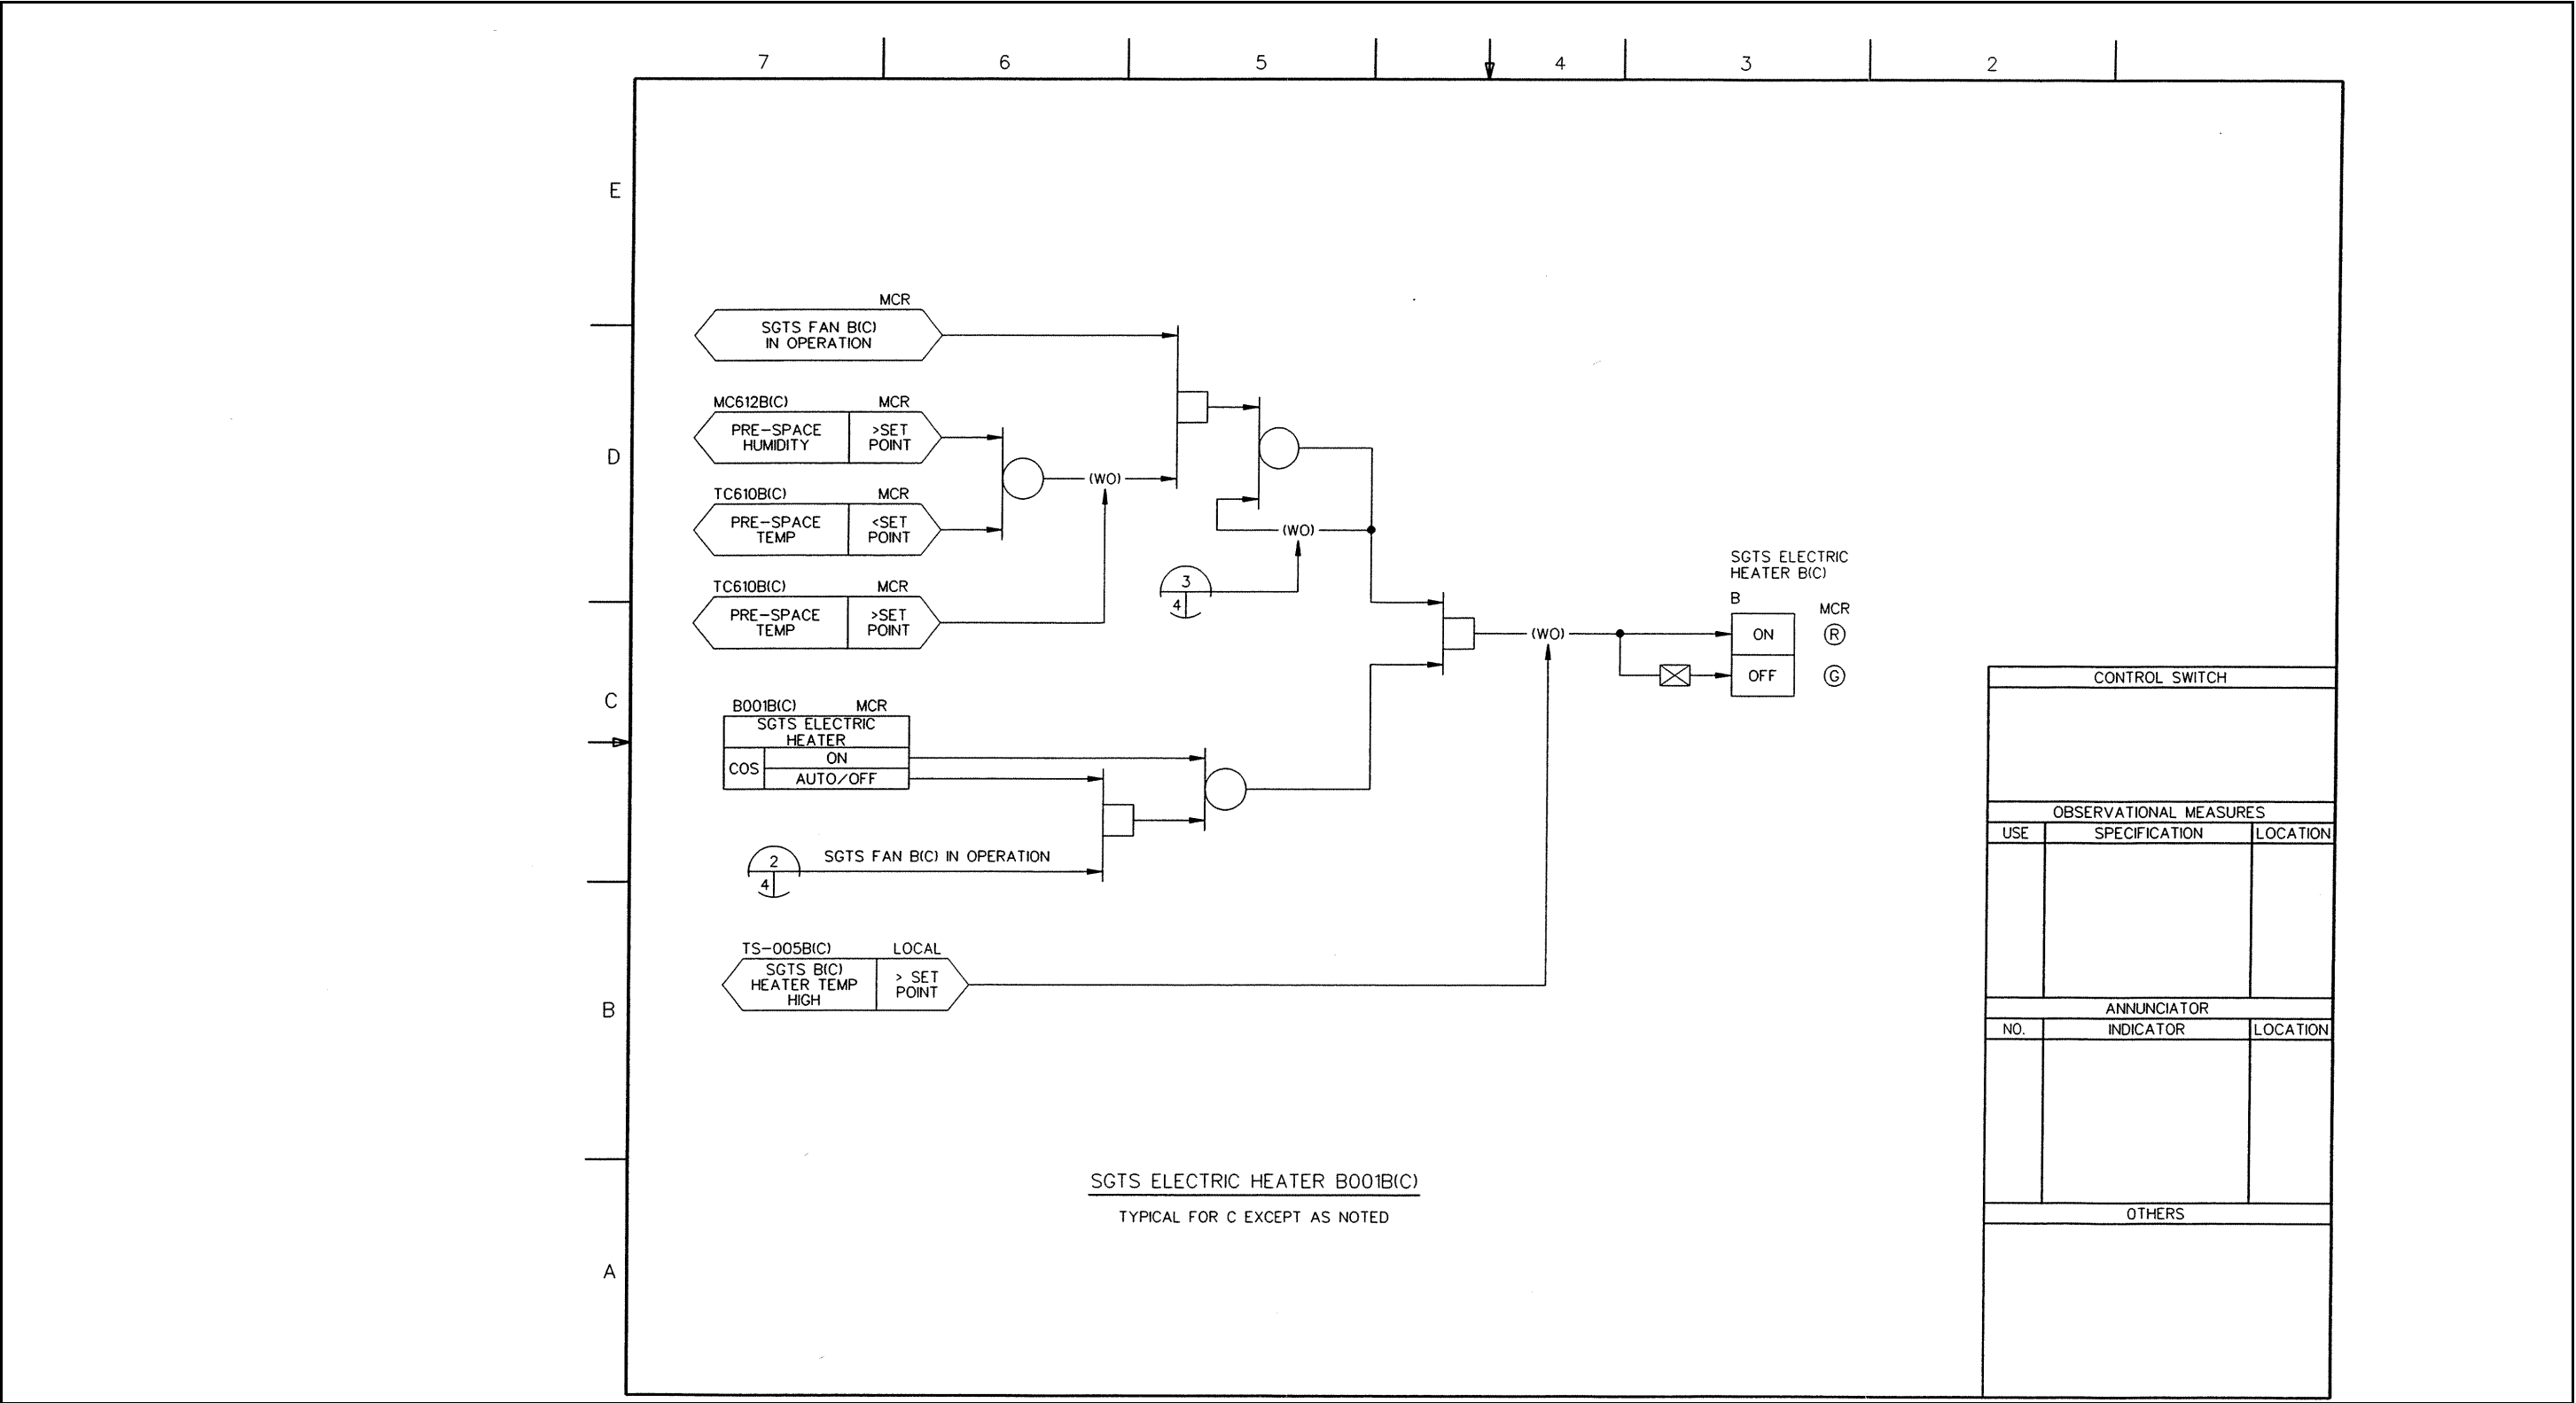 7 6 5 4 3 2
E
MCR
SGTS FAN B(C)
IN OPERATION
MC612B(C) MCR
PRE-SPACE
HUMIDITY
>SET
POINT
D
(WO)
TC610B(C) MCR
PRE-SPACE
TEMP
<SET
POINT
(WO)
TC610B(C) MCR
PRE-SPACE
TEMP
>SET
POINT
3
4
SGTS ELECTRIC
HEATER B(C)
B
MCR
(WO)
ON
R
OFF
G
C
B001B(C) MCR
SGTS ELECTRIC
HEATER
COS
ON
AUTO/OFF
2
4
SGTS FAN B(C) IN OPERATION
TS-005B(C) LOCAL
SGTS B(C)
HEATER TEMP
HIGH
> SET
POINT
B
CONTROL SWITCH
OBSERVATIONAL MEASURES
USE SPECIFICATION LOCATION
ANNUNCIATOR
NO. INDICATOR LOCATION
OTHERS
SGTS ELECTRIC HEATER B001B(C)
TYPICAL FOR C EXCEPT AS NOTED
A